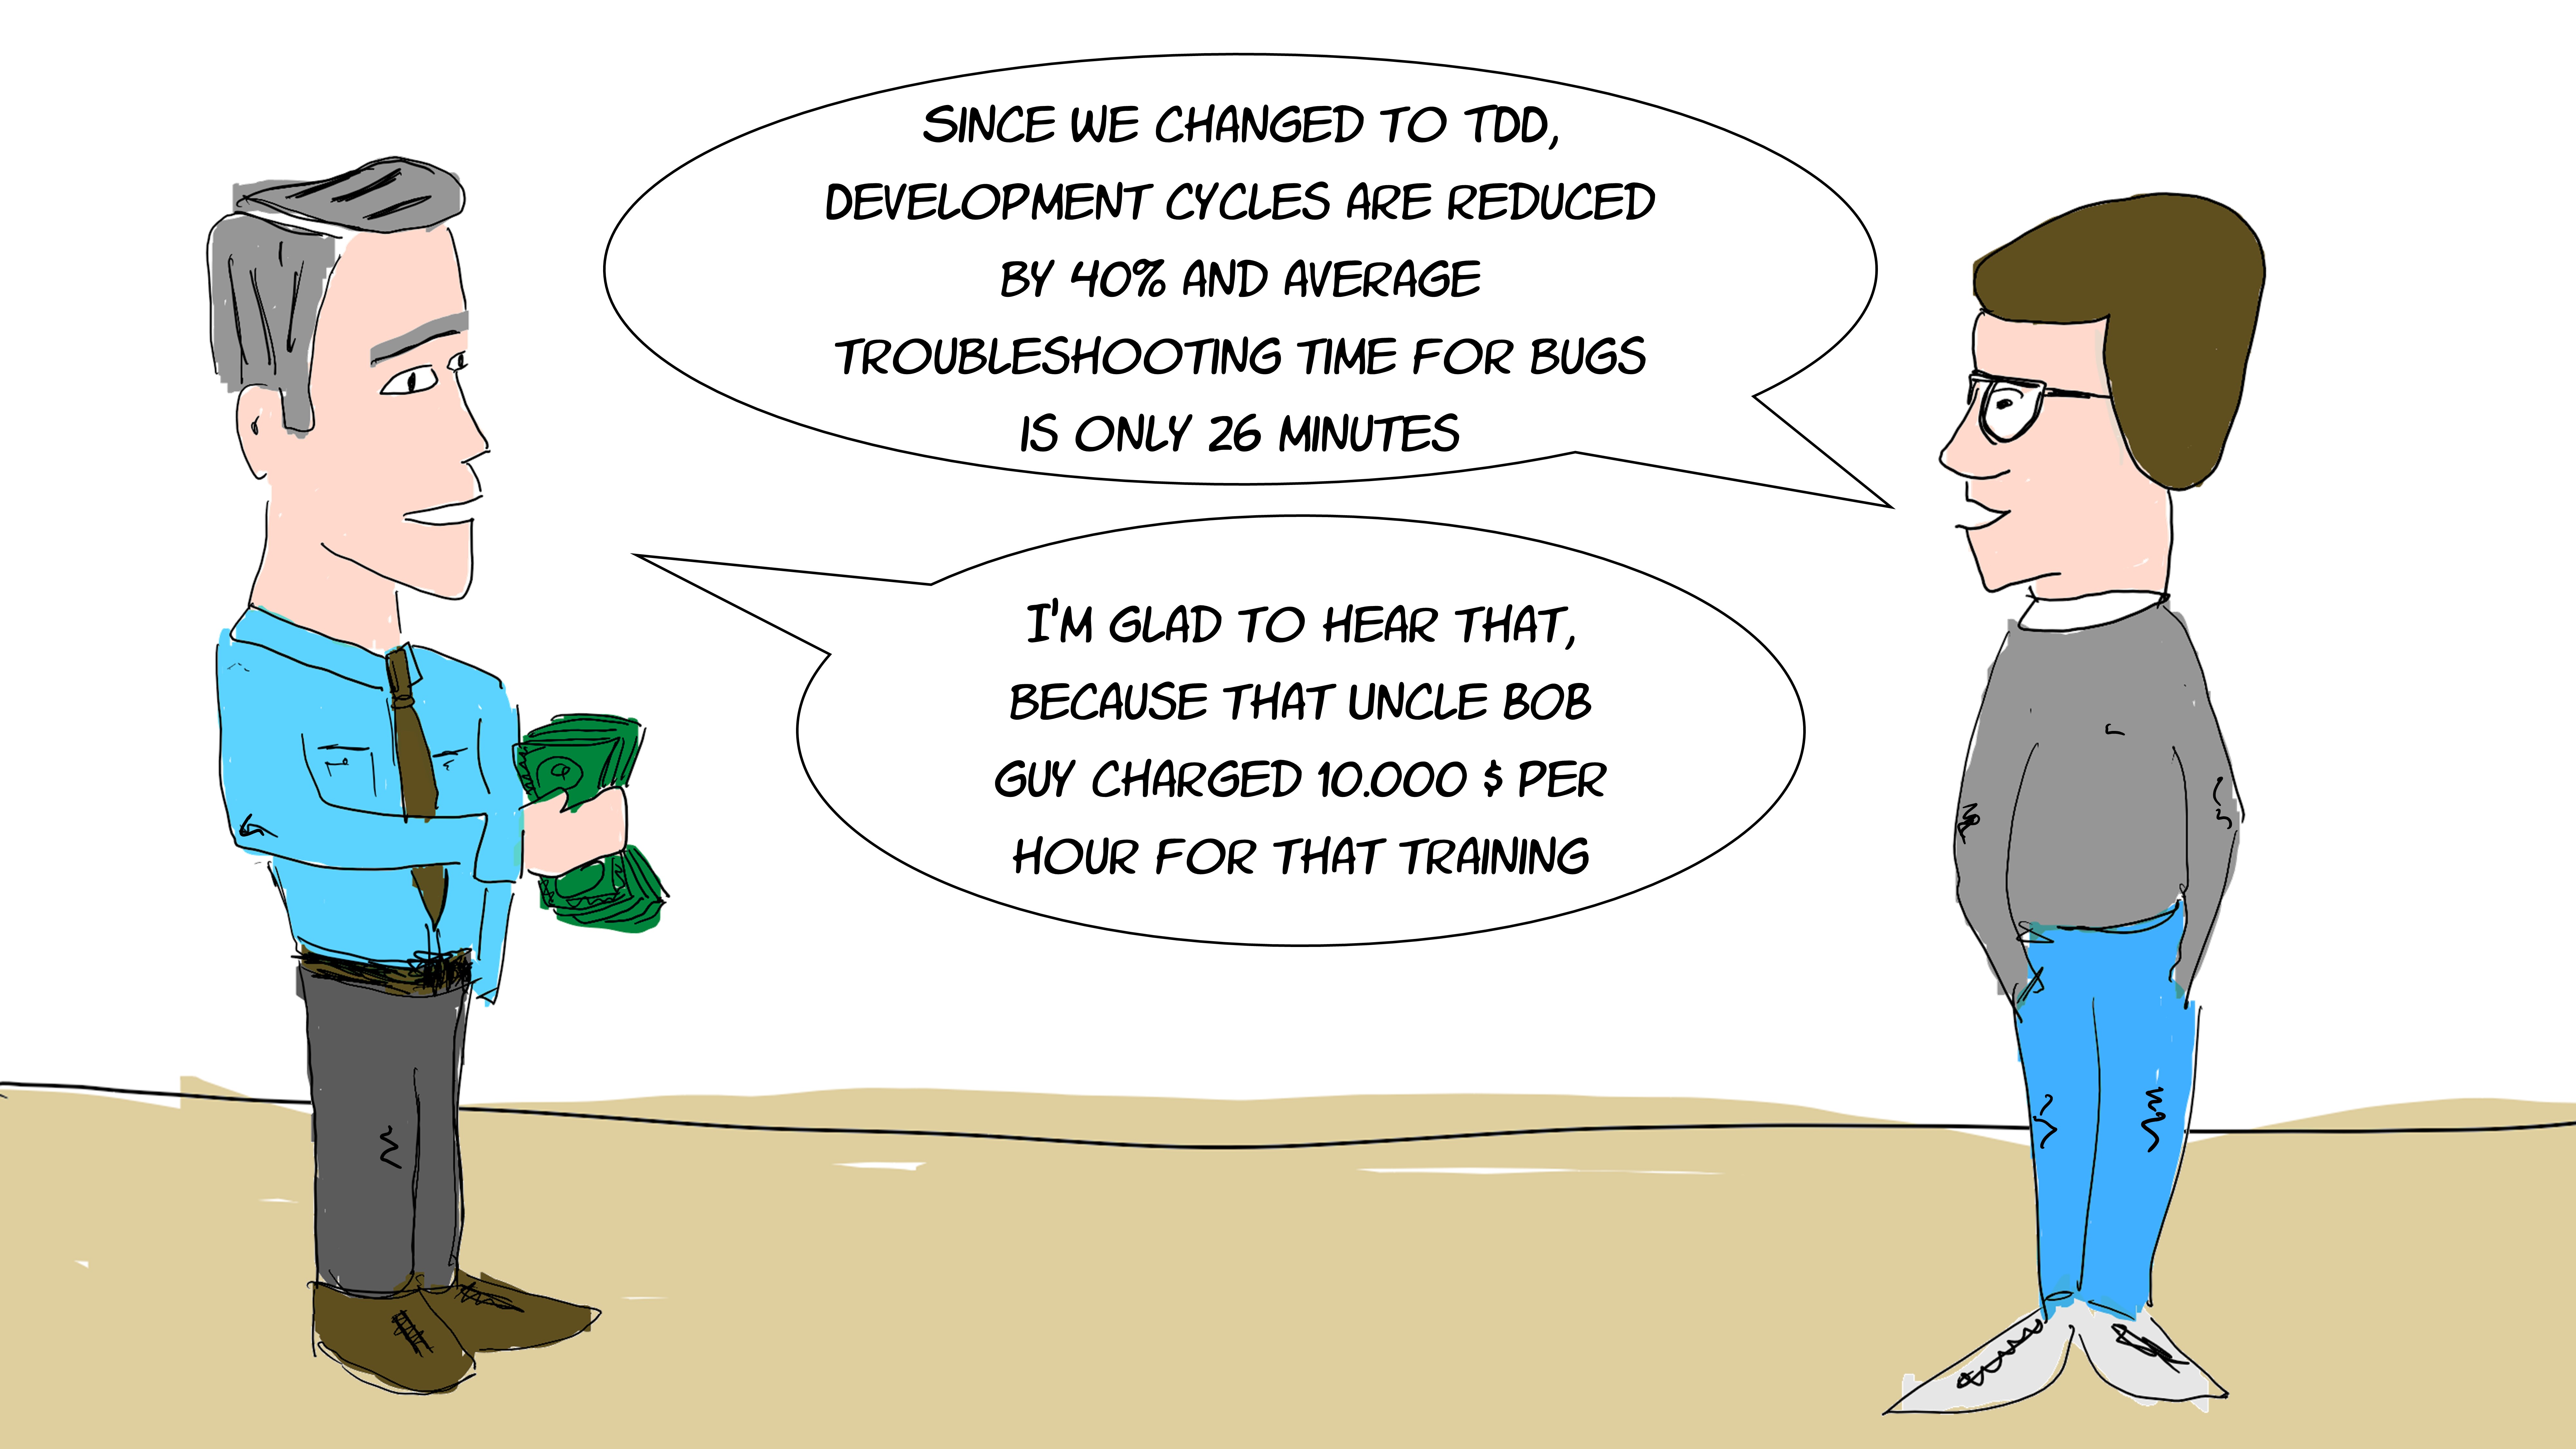 SINCE WE CHANGED TO TDD,
DEVELOPMENT CYCLES ARE REDUCED
BY 40% AND AVERAGE
TROUBLESHOOTING TIME FOR BUGS
IS ONLY 26 MINUTES
I'M GLAD TO HEAR THAT,
BECAUSE THAT UNCLE BOB
GUY CHARGED 10.000 $ PER
HOUR FOR THAT TRAINING